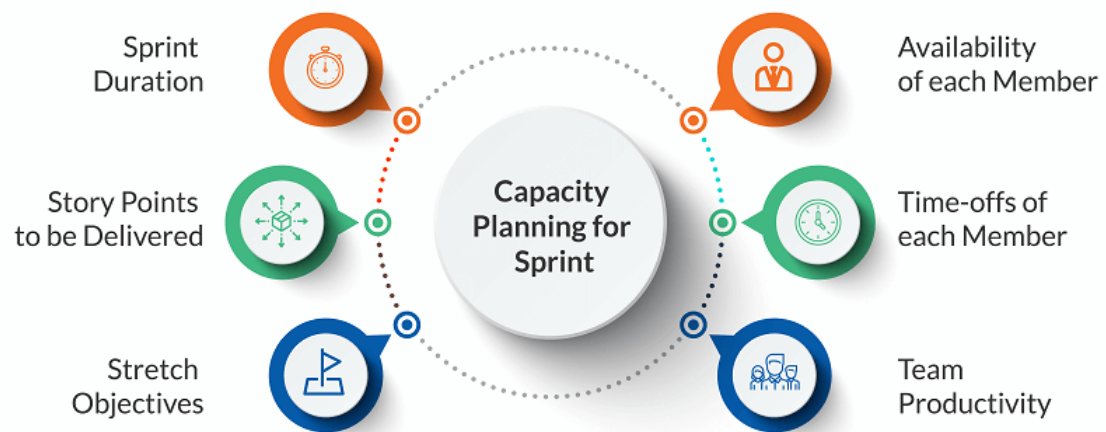 Sprint
Duration
Story Points
to be Delivered
Stretch
Objectives
Capacity
Planning for
Sprint
Availability
of each Member
Time-offs of
each Member
Team
Productivity